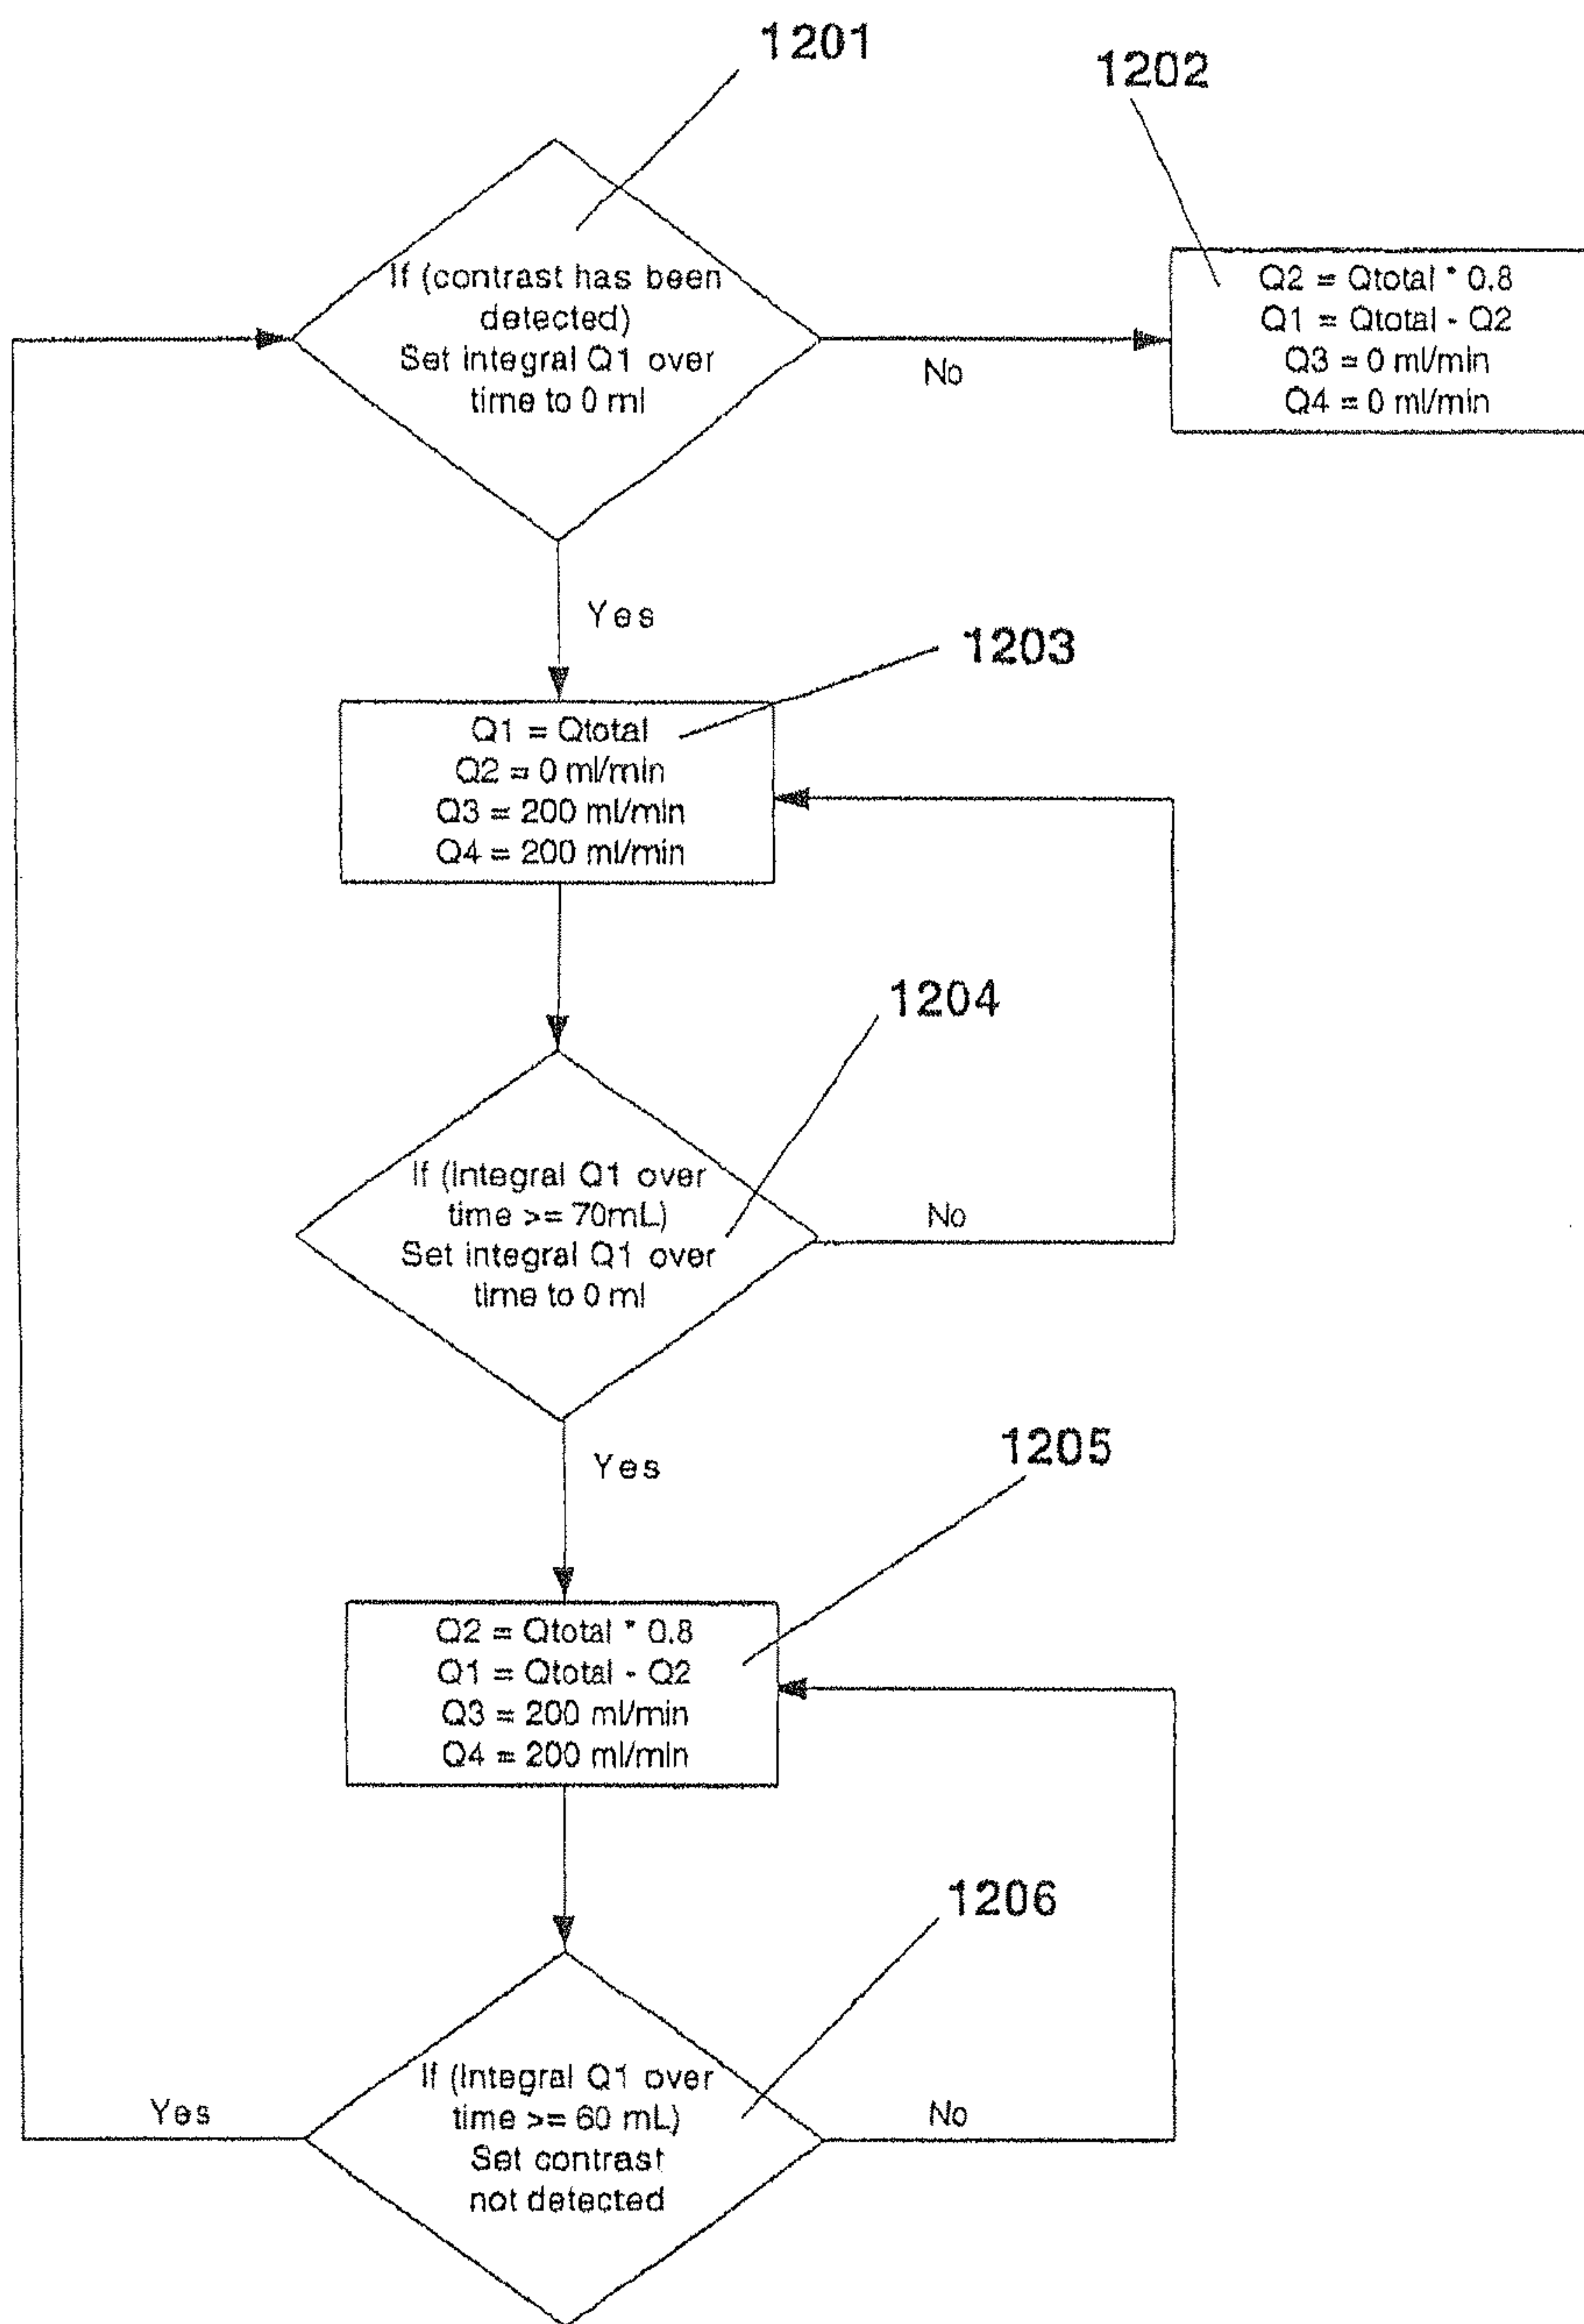 1201
1202
If (contrast has been
detected)
Set integral Q1 over
time to 0 ml
No
Q2 = Qtotal * 0.8
Q1 = Qtotal - Q2
Q3 = 0 ml/min
Q4 = 0 ml/min
Yes
1203
Q1 = Qtotal
Q2 = 0 ml/min
Q3 = 200 ml/min
Q4 = 200 ml/min
1204
If (Integral Q1 over
time >= 70mL)
Set integral Q1 over
time to 0 ml
No
Yes
1205
Q2 = Qtotal * 0.8
Q1 = Qtotal - Q2
Q3 = 200 ml/min
Q4 = 200 ml/min
1206
If (Integral Q1 over
time >= 60 mL)
Set contrast
not detected
Yes
No